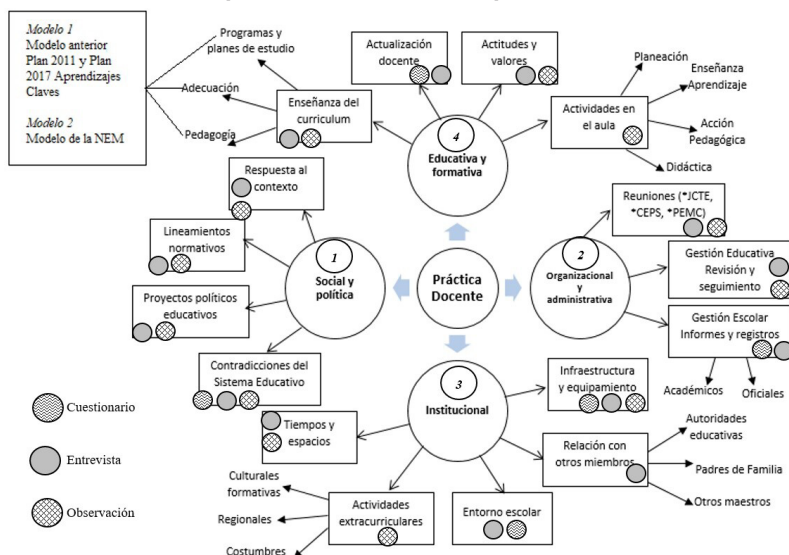 Modelo 1
Modelo anterior
Plan 2011 y Plan
2017 Aprendizajes
Claves
Modelo 2
Modelo de la NEM
Programas y
planes de estudio
Adecuación
Pedagogía
Enseñanza del
curriculum
Actualización
docente
Actitudes y
valores
4
Educativa y
formativa
Actividades en
el aula
Planeación
Enseñanza
Aprendizaje
Acción
Pedagógica
Didáctica
Respuesta al
contexto
Lineamientos
normativos
Proyectos políticos
educativos
Contradicciones del
Sistema Educativo
1
Social y
política
Práctica
Docente
2
Organizacional
y
administrativa
Reuniones (*JCTE,
*CEPS, *PEMC)
Gestión Educativa
Revisión y
seguimiento
Gestión Escolar
Informes y registros
Académicos
Oficiales
3
Institucional
Infraestructura
y equipamiento
Relación con
otros miembros
Autoridades
educativas
Padres de Familia
Otros maestros
Entorno escolar
Tiempos y
espacios
Actividades
extracurriculares
Culturales
formativas
Regionales
Costumbres
Cuestionario
Entrevista
Observación